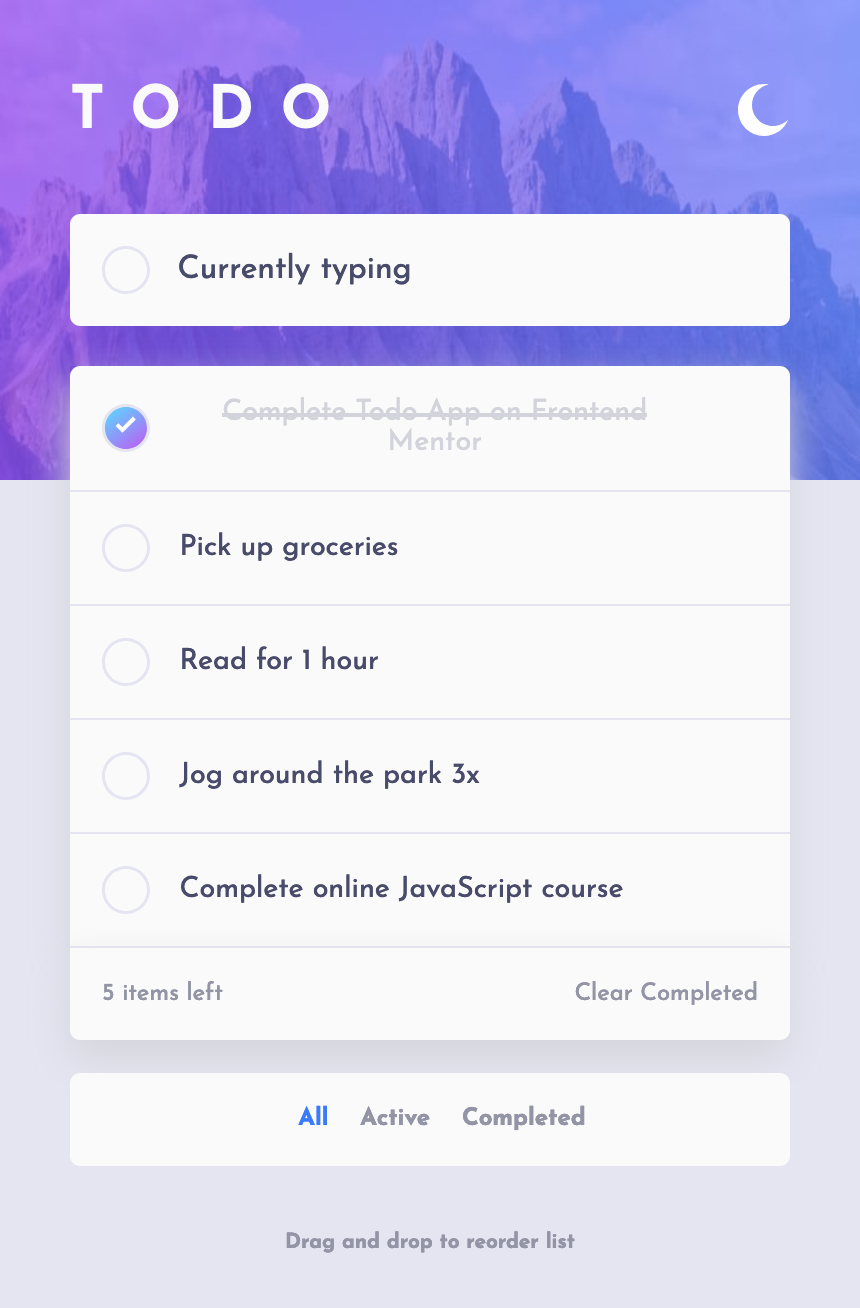 TODO
Currently typing
Complete Todo App on Frontend
Mentor
Pick up groceries
Read for 1 hour
Jog around the park 3x
Complete online JavaScript course
5 items left Clear Completed
All Active Completed
Drag and drop to reorder list